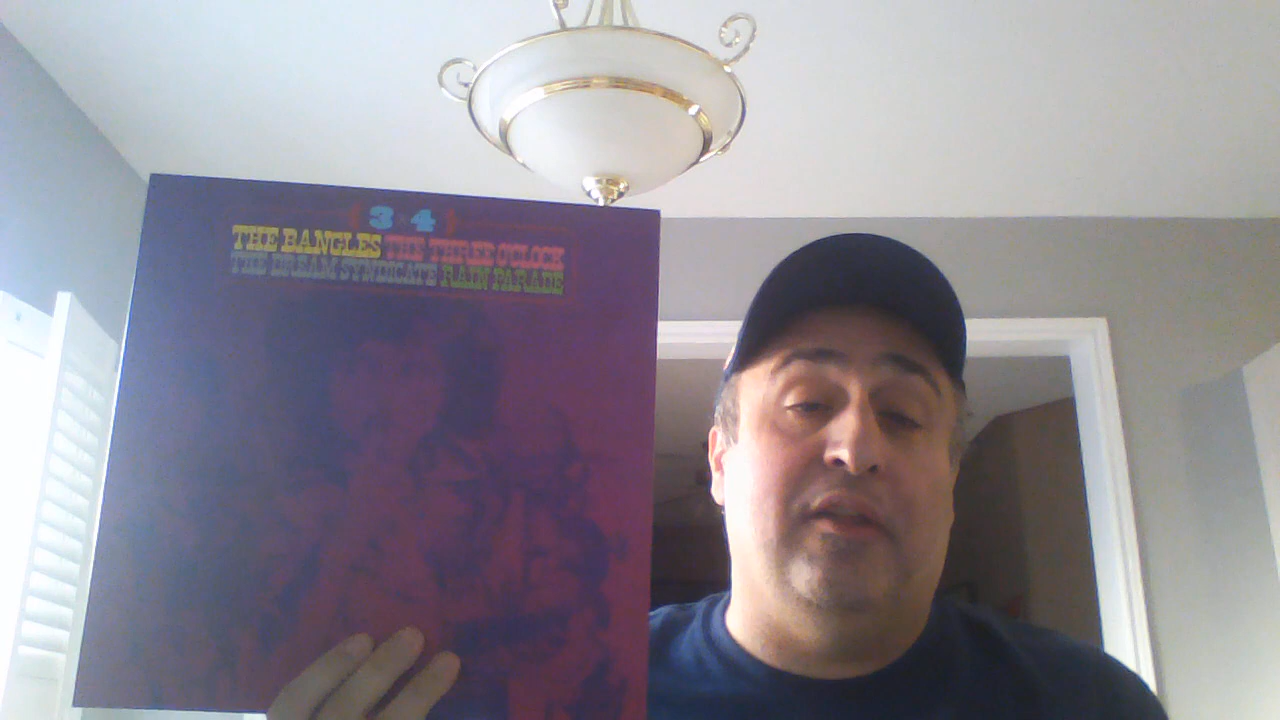 3 4
THE BANGLES THE THREE O'CLOCK
THE DREAM SYNDICATE RAIN PARADE